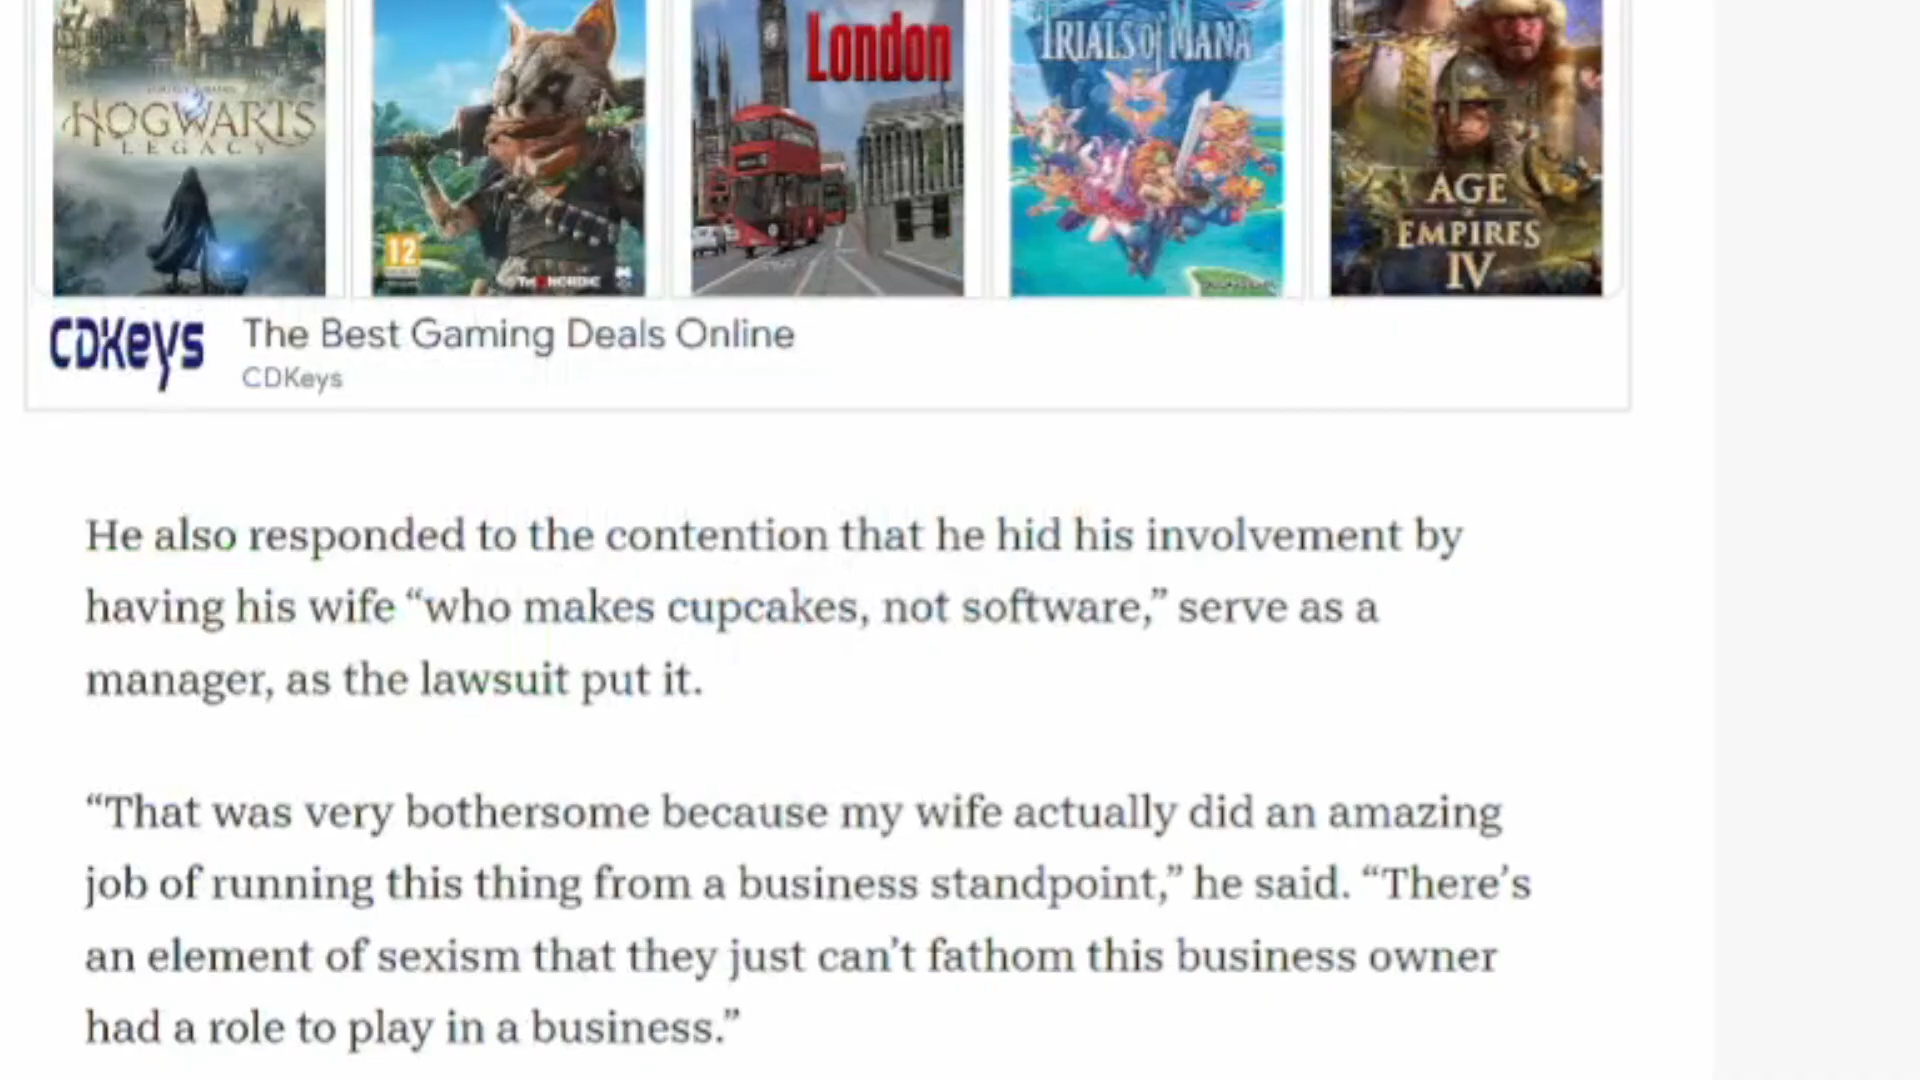 HOGWARTS
LEGACY
12
THQ NORDIC
London
TRIALS of MANA
AGE
EMPIRES
IV
CDKeys
The Best Gaming Deals Online
CDKeys
He also responded to the contention that he hid his involvement by
having his wife “who makes cupcakes, not software,” serve as a
manager, as the lawsuit put it.
“That was very bothersome because my wife actually did an amazing
job of running this thing from a business standpoint,” he said. “There’s
an element of sexism that they just can’t fathom this business owner
had a role to play in a business.”